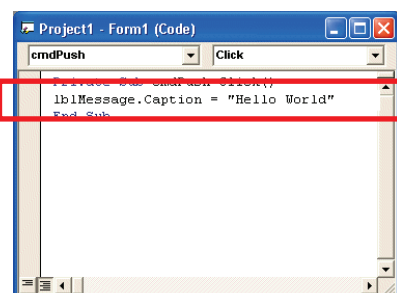 Project1 - Form1 (Code)
cmdPush Click
Private Sub cmdPush_Click()
lblMessage.Caption = "Hello World"
End Sub